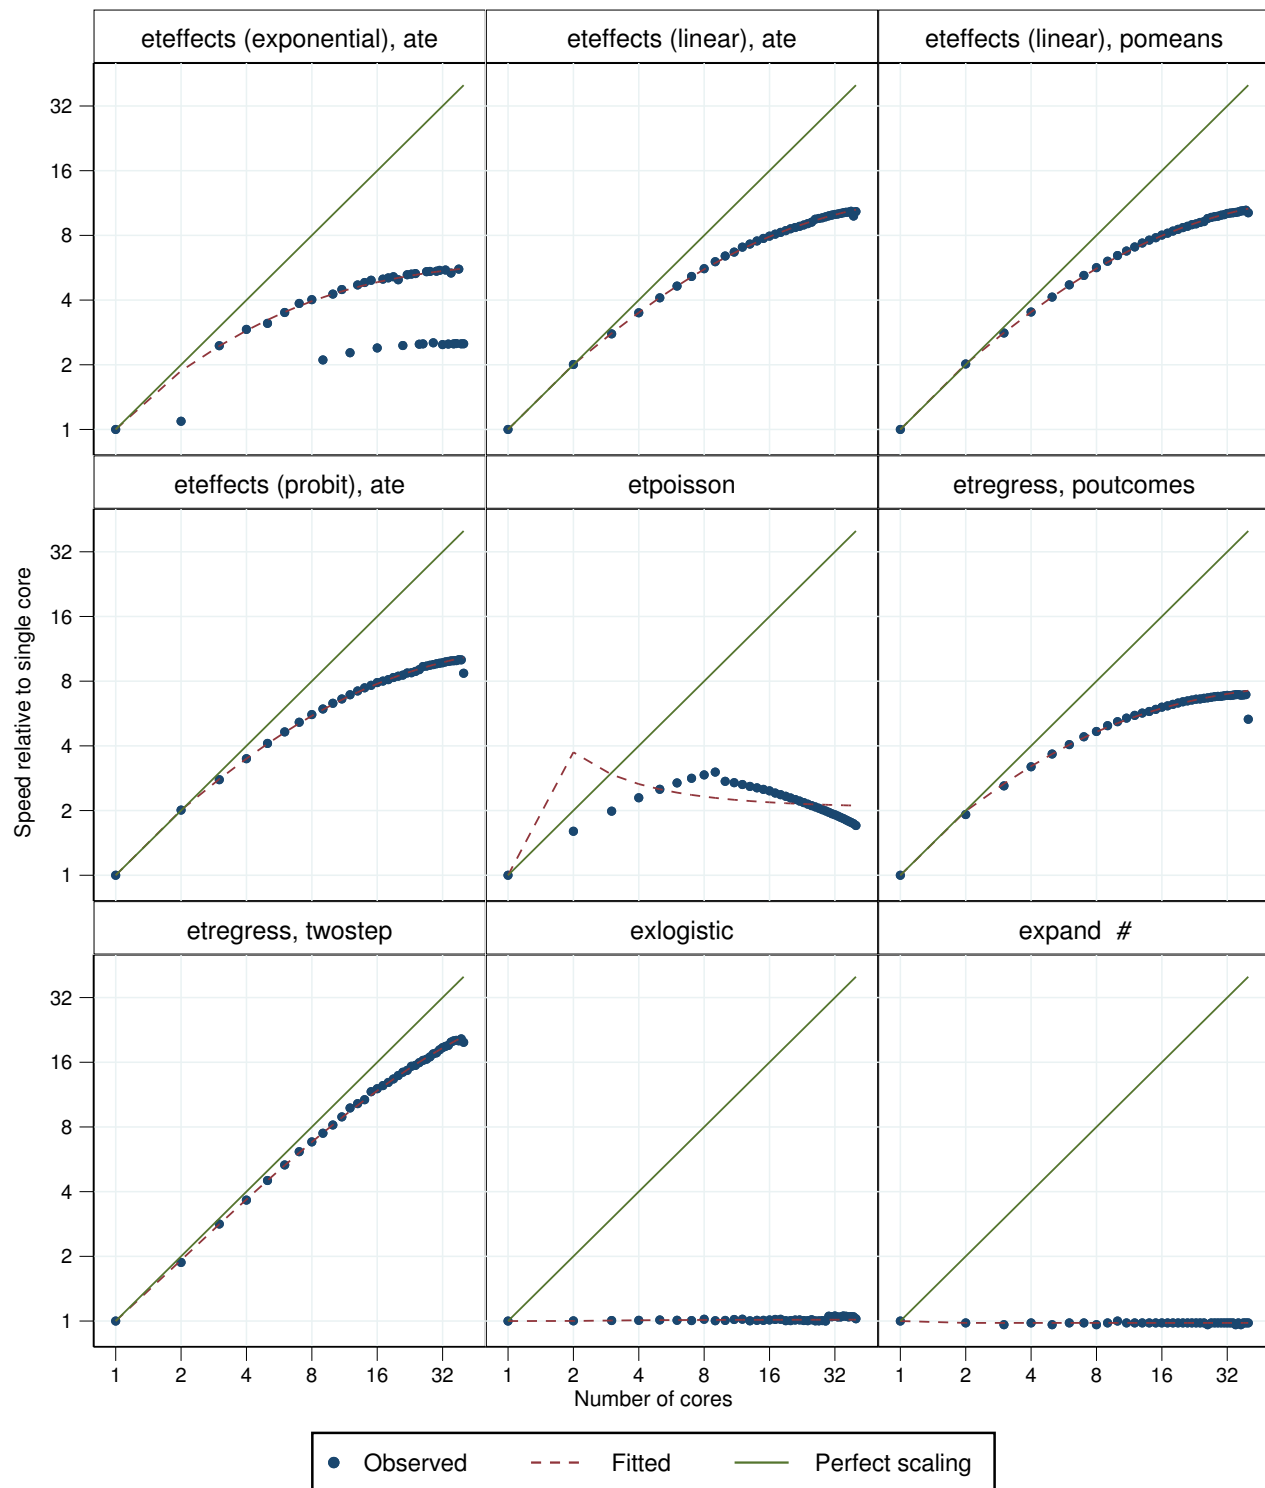 eteffects (exponential), ate
eteffects (linear), ate
eteffects (linear), pomeans
32
16
8
4
2
1
eteffects (probit), ate
etpoisson
etregress, poutcomes
32
16
8
4
2
1
Speed relative to single core
etregress, twostep
exlogistic
expand #
32
16
8
4
2
1
1 2 4 8 16 32
1 2 4 8 16 32
1 2 4 8 16 32
Number of cores
Observed
Fitted
Perfect scaling